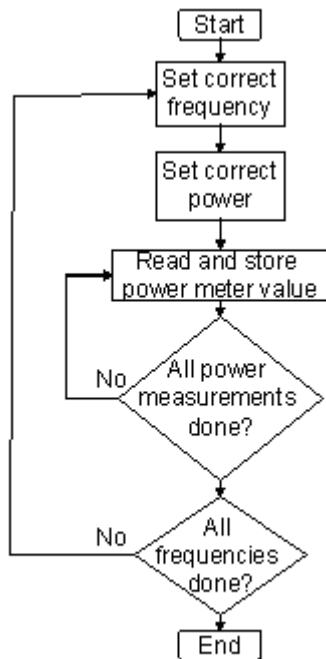 Start
Set correct
frequency
Set correct
power
Read and store
power meter value
No
All power
measurements
done?
No
All
frequencies
done?
End